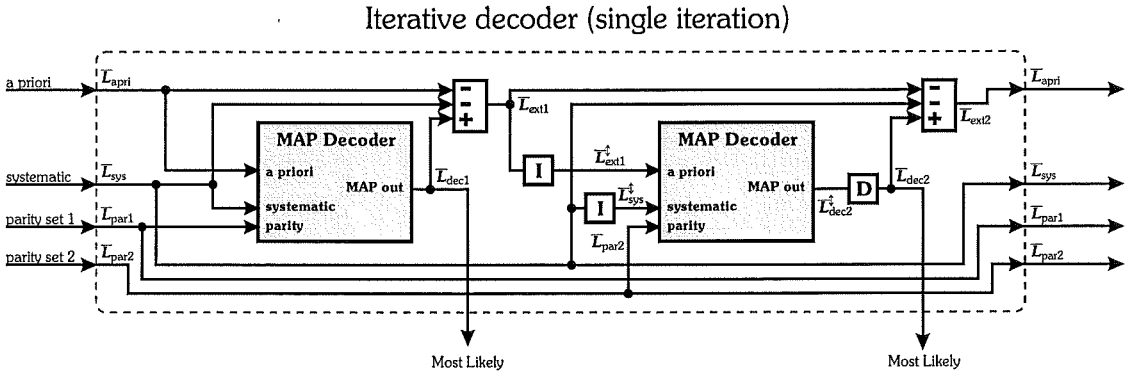 Iterative decoder (single iteration)
a priori
L̅apri
−
−
+
L̅ext1
MAP Decoder
a priori
MAP out
systematic
parity
L̅dec1
systematic
L̅sys
parity set 1
L̅par1
parity set 2
L̅par2
I
L̅↕ext1
I
L̅↕sys
L̅par2
MAP Decoder
a priori
MAP out
systematic
parity
L̅↕dec2
D
L̅dec2
−
−
+
L̅ext2
L̅apri
L̅sys
L̅par1
L̅par2
Most Likely
Most Likely